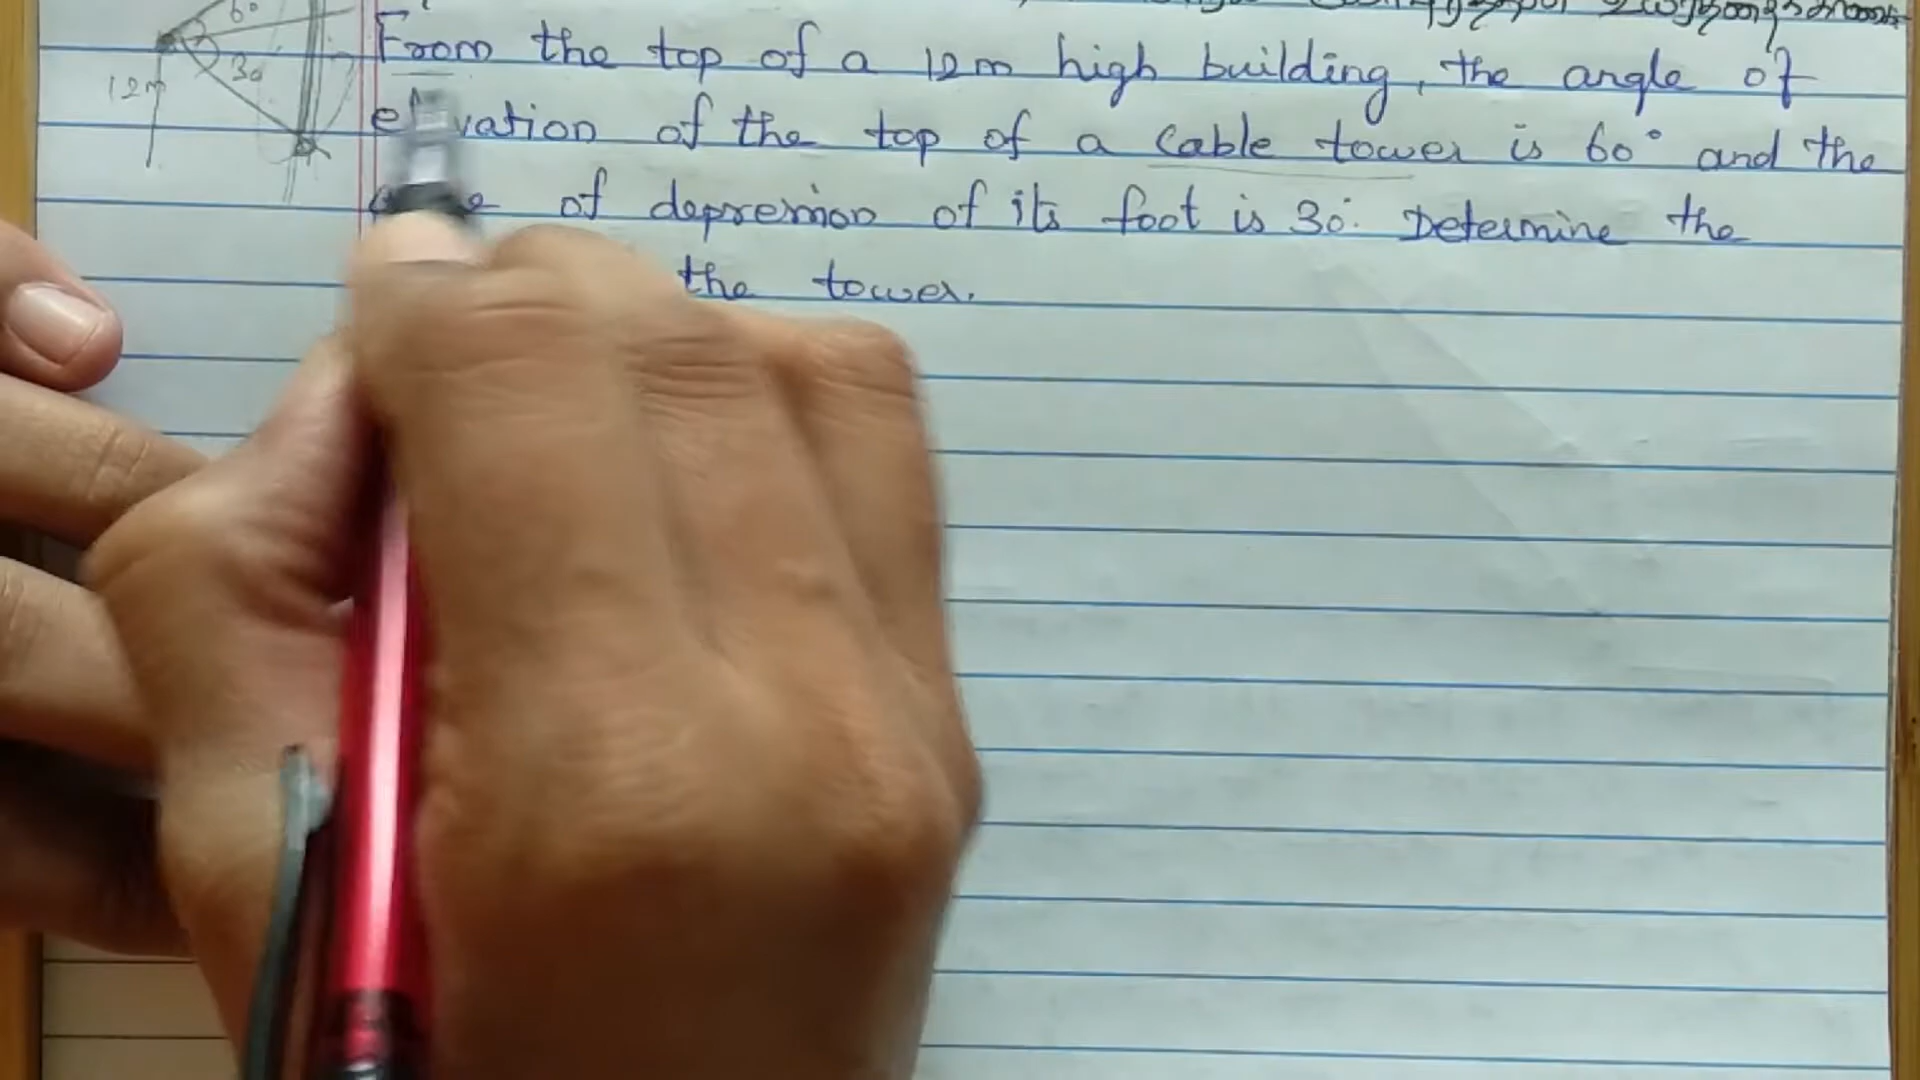 60
30
12m
From the top of a 12m high building, the angle of
elevation of the top of a cable tower is 60° and the
of depression of its foot is 30°. Determine the
the tower.